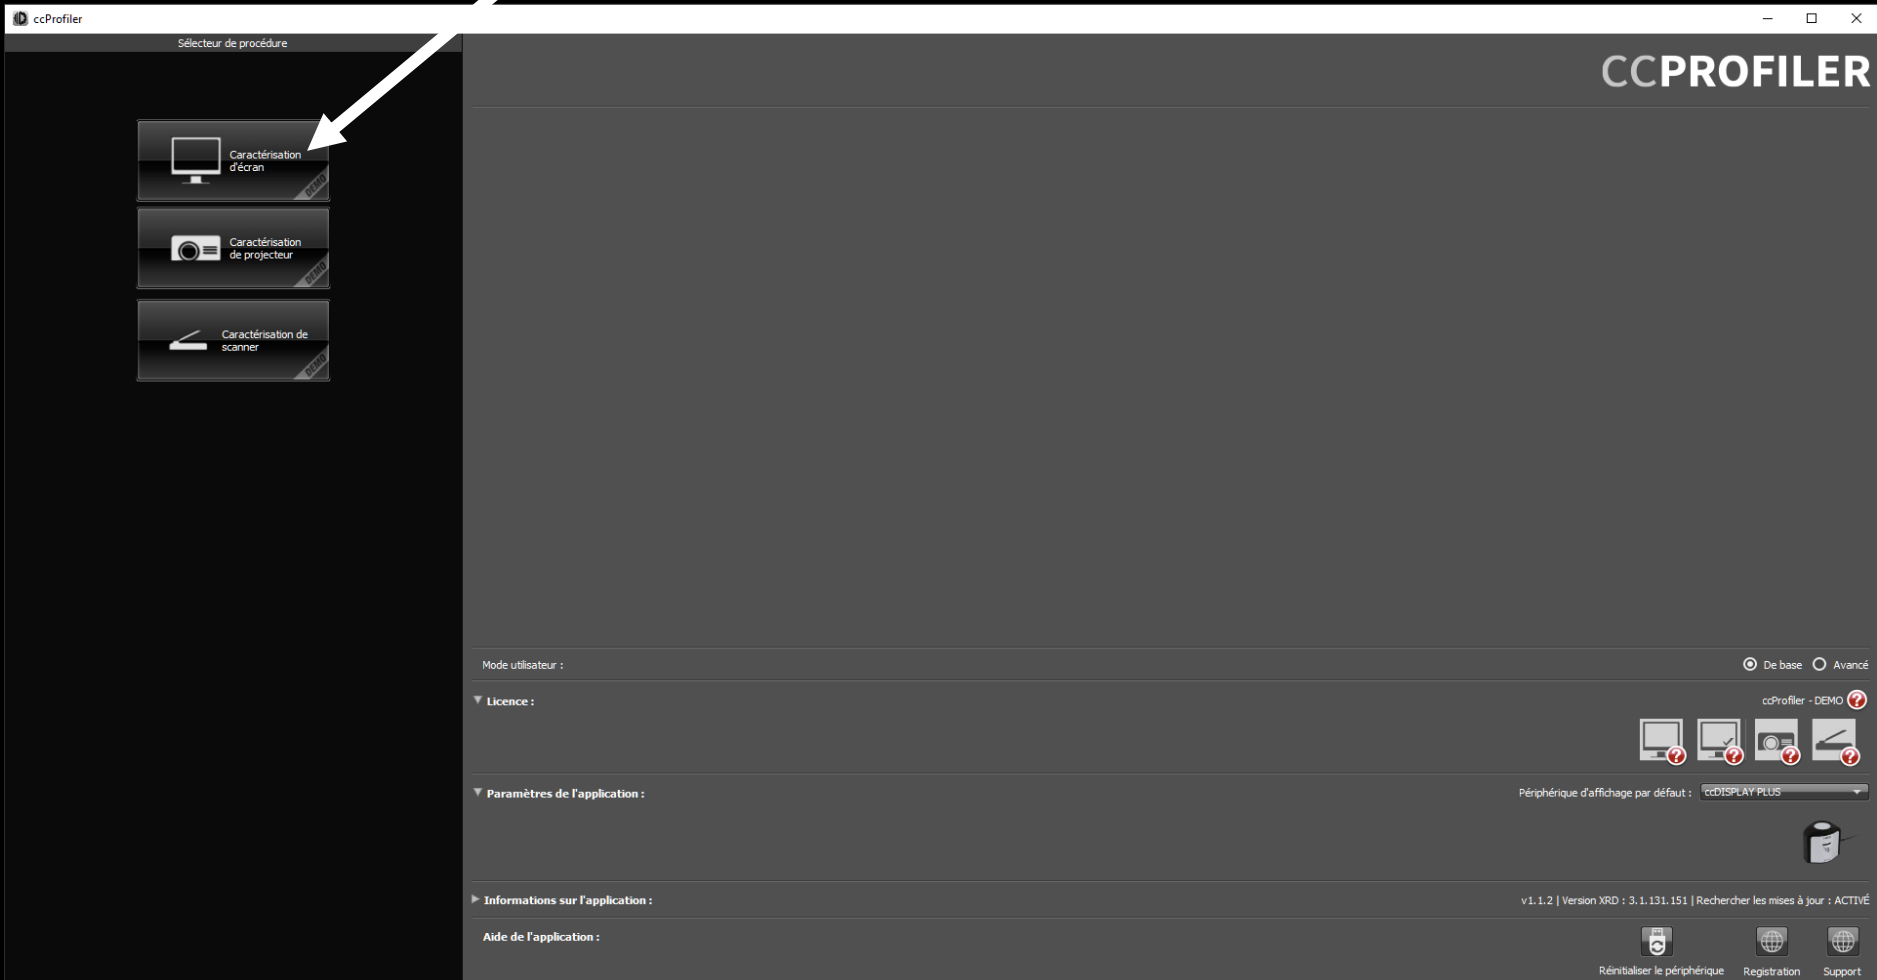 ccProfiler
Sélecteur de procédure
CCPROFILER
Caractérisation
d'écran
DEMO
Caractérisation
de projecteur
DEMO
Caractérisation de
scanner
DEMO
Mode utilisateur :
De base
Avancé
Licence :
ccProfiler - DEMO
Paramètres de l'application :
Périphérique d'affichage par défaut :
ccDISPLAY PLUS
Informations sur l'application :
v1.1.2 | Version XRD : 3.1.131.151 | Rechercher les mises à jour : ACTIVÉ
Aide de l'application :
Réinitialiser le périphérique
Registration
Support